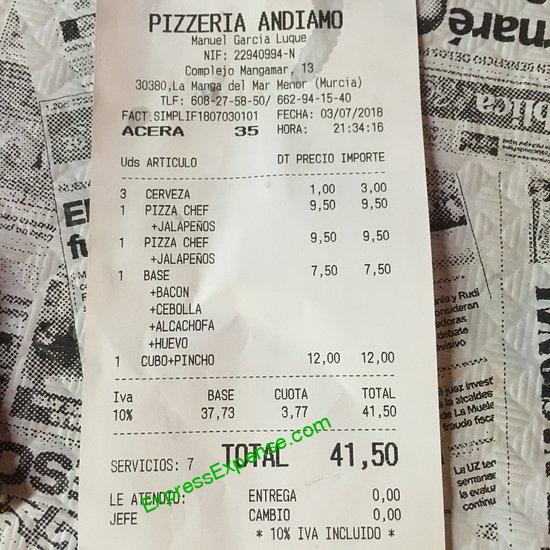 PIZZERIA ANDIAMO
Manuel Garcia Luque
NIF: 22940994-N
Complejo Mangamar, 13
30380,La Manga del Mar Menor (Murcia)
TLF: 608-27-58-50/ 662-94-15-40
FACT.SIMPLIF1807030101 FECHA: 03/07/2018
ACERA 35 HORA: 21:34:16
Uds ARTICULO DT PRECIO IMPORTE
3 CERVEZA 1,00 3,00
1 PIZZA CHEF 9,50 9,50
+JALAPEÑOS
1 PIZZA CHEF 9,50 9,50
+JALAPEÑOS
1 BASE 7,50 7,50
+BACON
+CEBOLLA
+ALCACHOFA
+HUEVO
1 CUBO+PINCHO 12,00 12,00
Iva BASE CUOTA TOTAL
10% 37,73 3,77 41,50
SERVICIOS: 7 TOTAL 41,50
ExpressExpense.com
LE ATENDIO: ENTREGA 0,00
JEFE CAMBIO 0,00
* 10% IVA INCLUIDO *